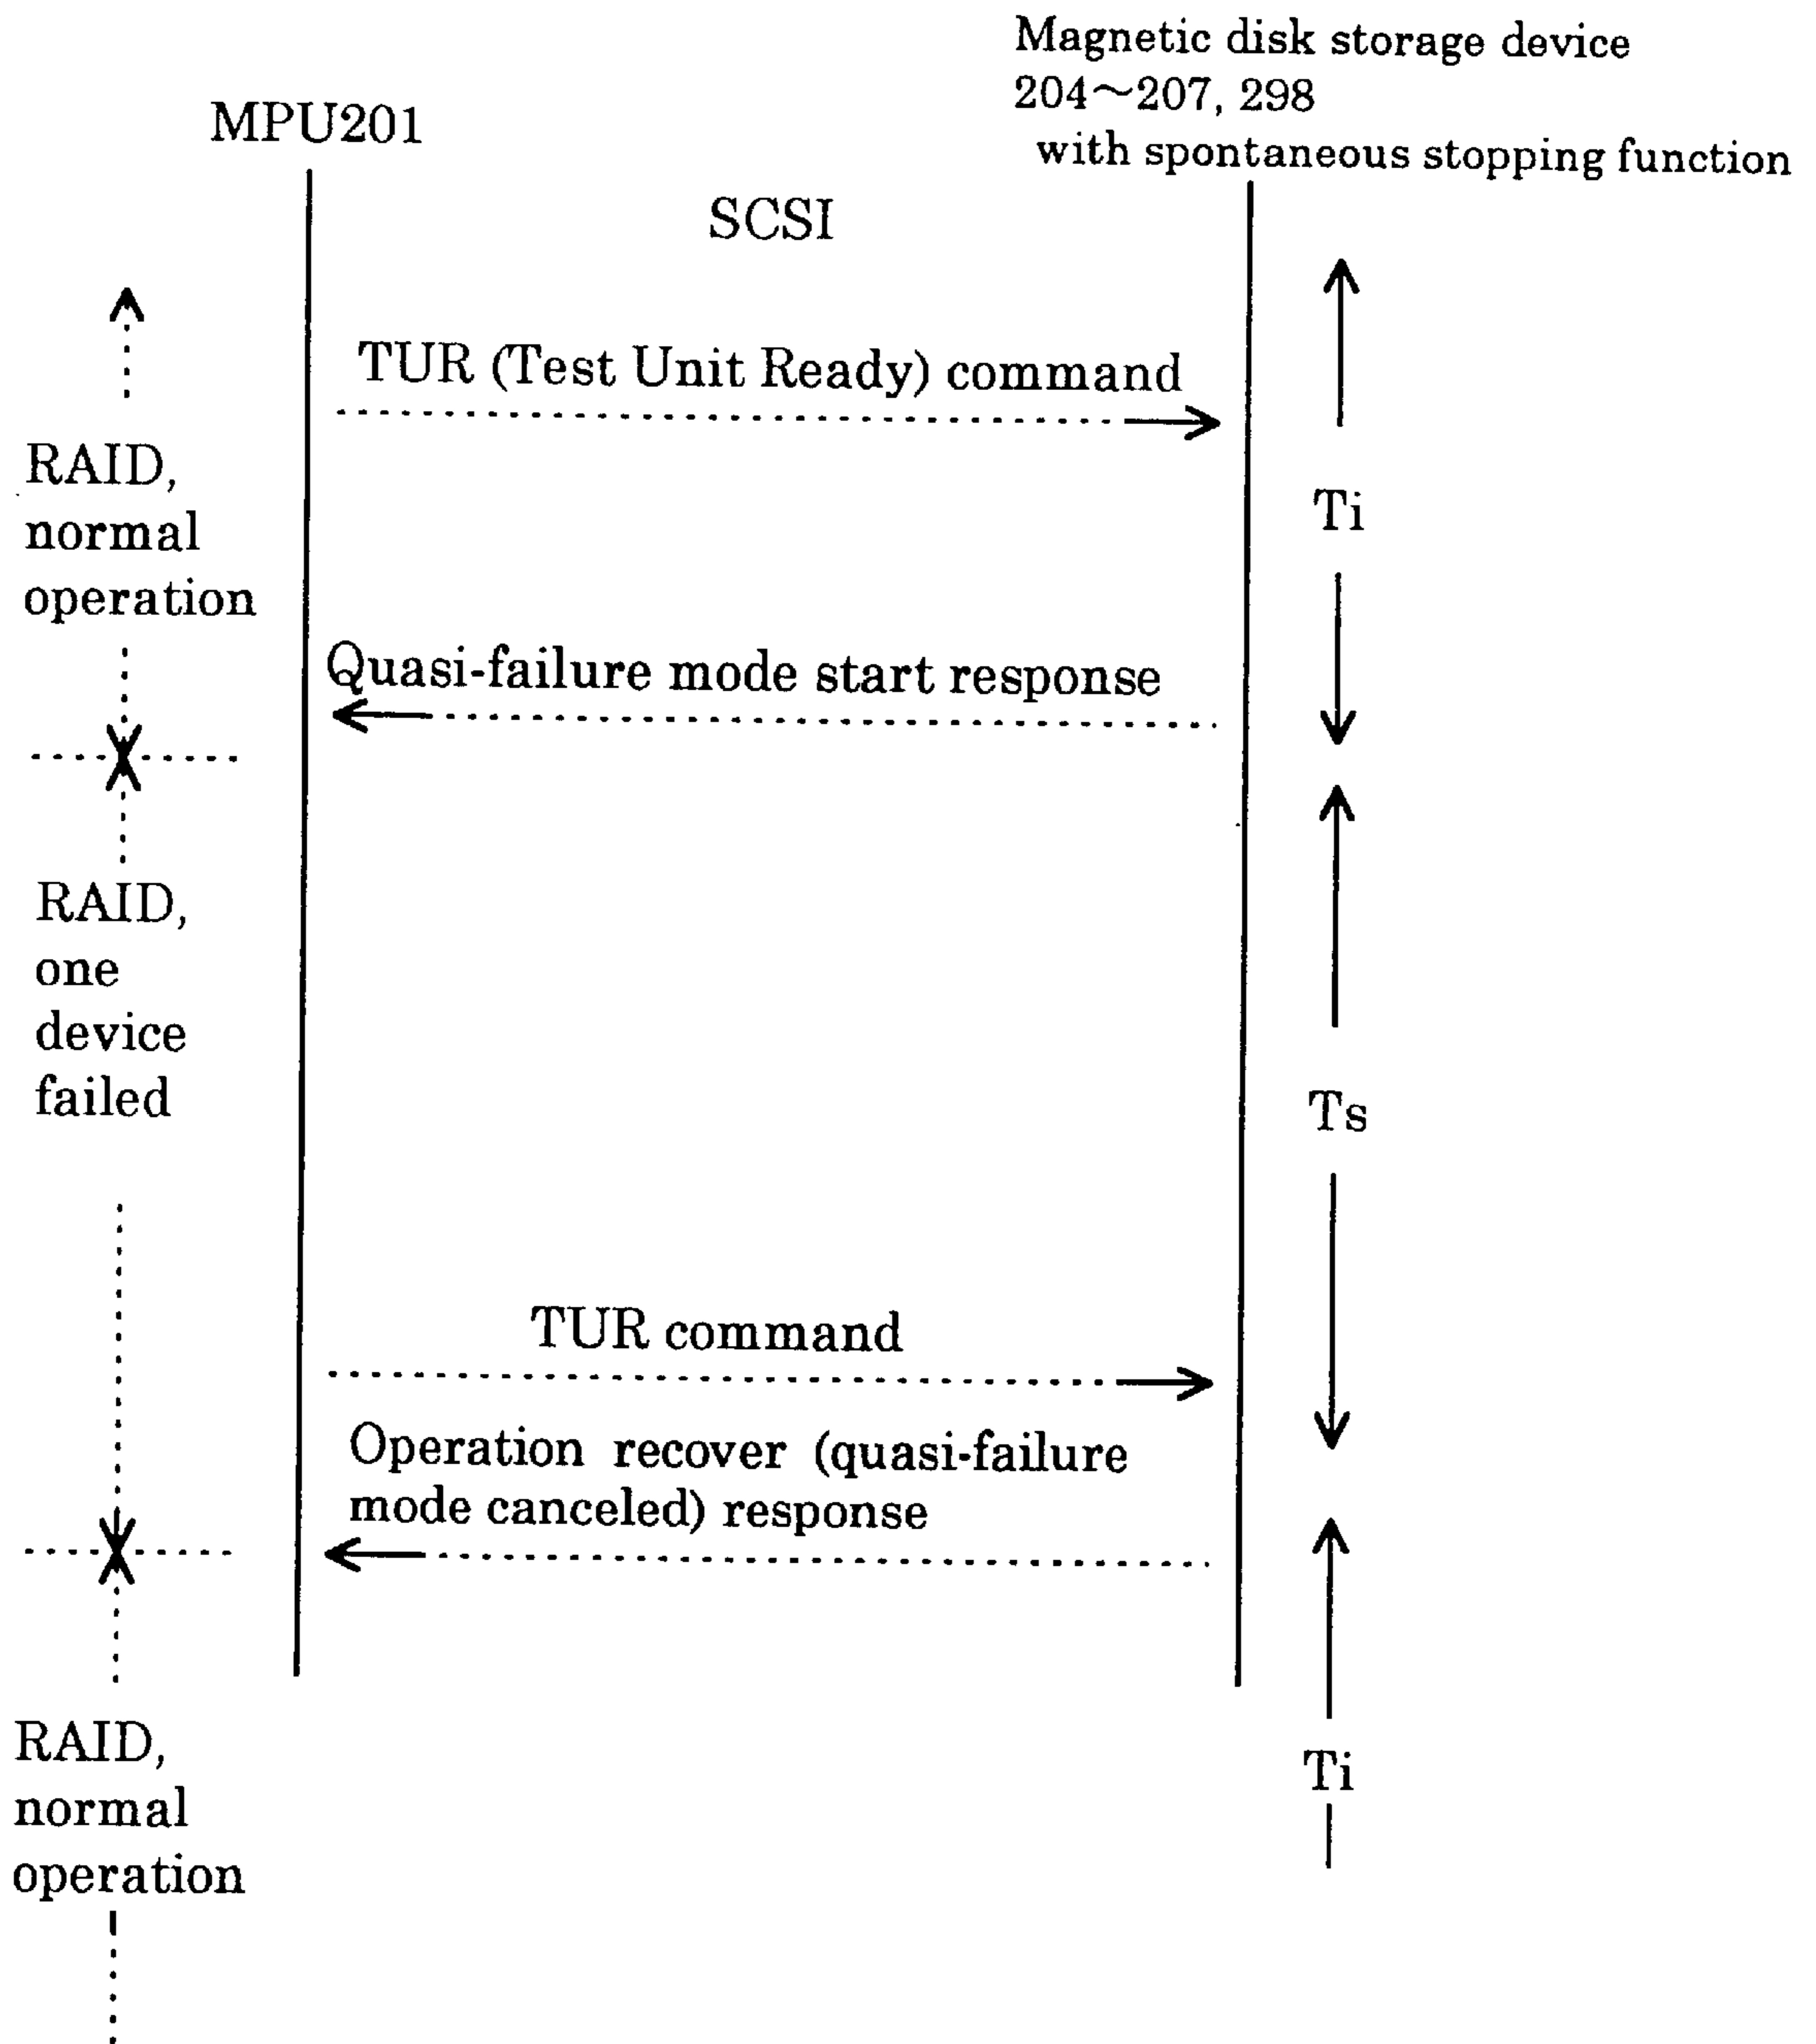 Magnetic disk storage device
204~207, 298
with spontaneous stopping function
MPU201
SCSI
TUR (Test Unit Ready) command
RAID,
normal
operation
Ti
Quasi-failure mode start response
RAID,
one
device
failed
Ts
TUR command
Operation recover (quasi-failure
mode canceled) response
RAID,
normal
operation
Ti